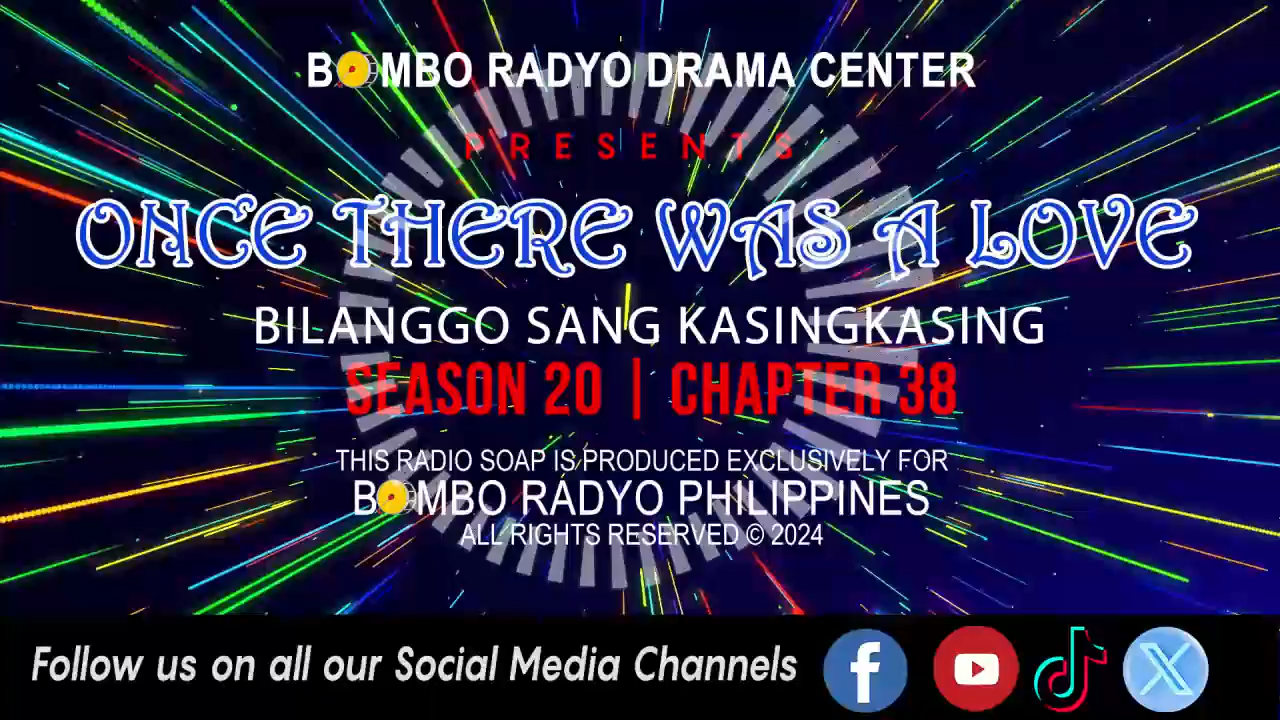 BOMBO RADYO DRAMA CENTER
PRESENTS
ONCE THERE WAS A LOVE
BILANGGO SANG KASINGKASING
SEASON 20 | CHAPTER 38
THIS RADIO SOAP IS PRODUCED EXCLUSIVELY FOR
BOMBO RADYO PHILIPPINES
ALL RIGHTS RESERVED © 2024
Follow us on all our Social Media Channels